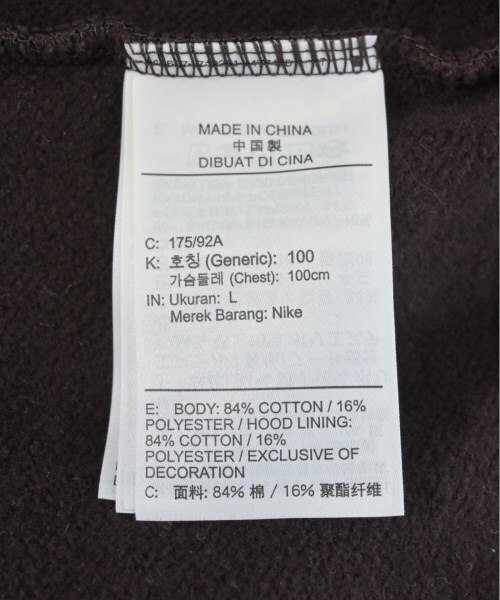 MADE IN CHINA
中国製
DIBUAT DI CINA
C: 175/92A
K: 호칭 (Generic): 100
가슴둘레 (Chest): 100cm
IN: Ukuran: L
Merek Barang: Nike
E: BODY: 84% COTTON / 16%
POLYESTER / HOOD LINING:
84% COTTON / 16%
POLYESTER / EXCLUSIVE OF
DECORATION
C: 面料: 84% 棉 / 16% 聚酯纤维